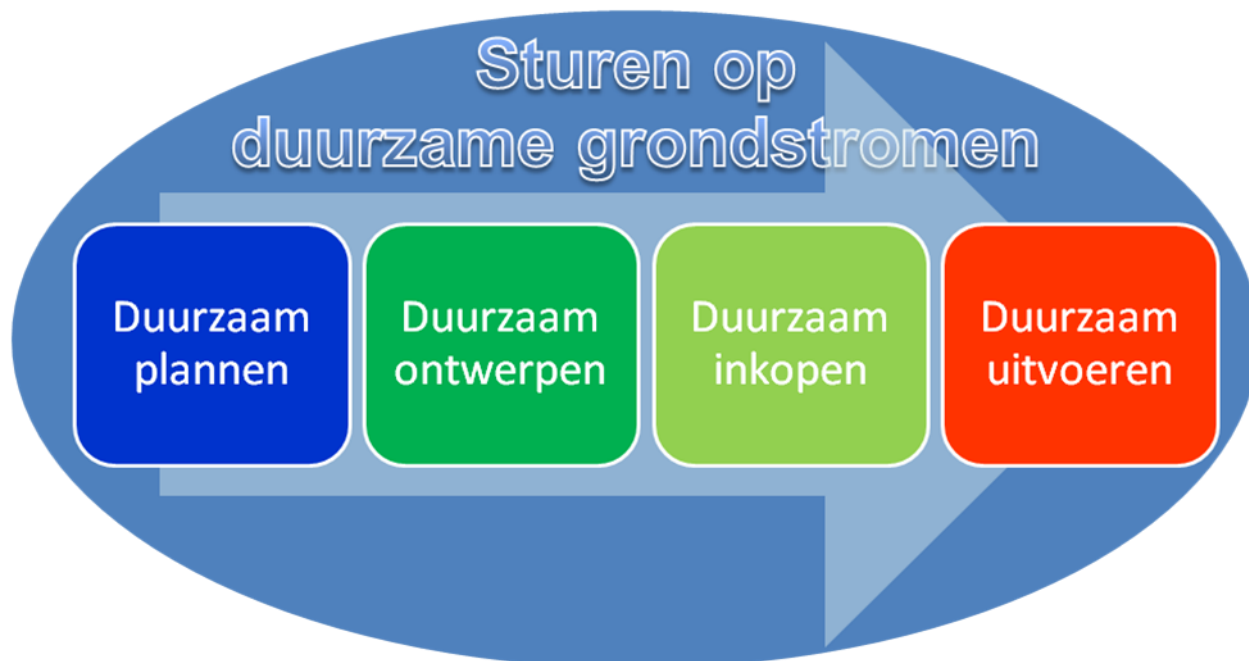 Sturen op
duurzame grondstromen
Duurzaam
plannen
Duurzaam
ontwerpen
Duurzaam
inkopen
Duurzaam
uitvoeren